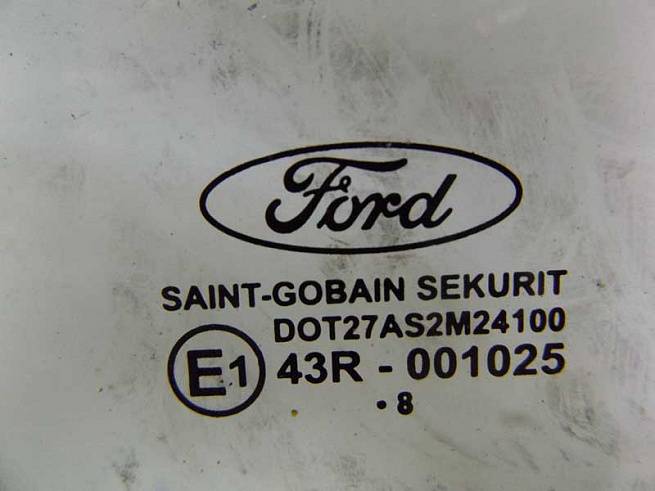 Ford
SAINT-GOBAIN SEKURIT
DOT27AS2M24100
E1 43R - 001025
. 8